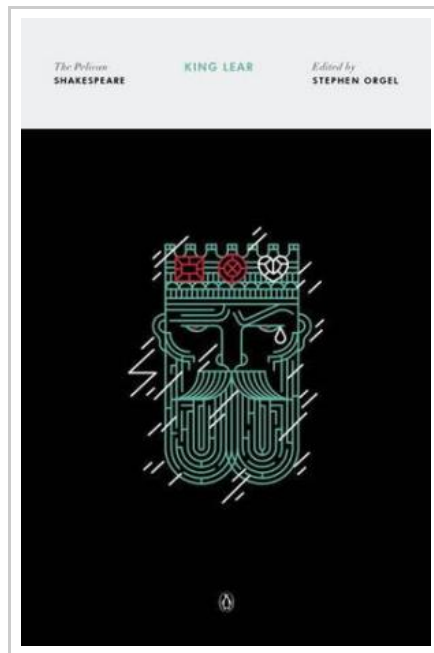 The Pelican
SHAKESPEARE
KING LEAR
Edited by
STEPHEN ORGEL